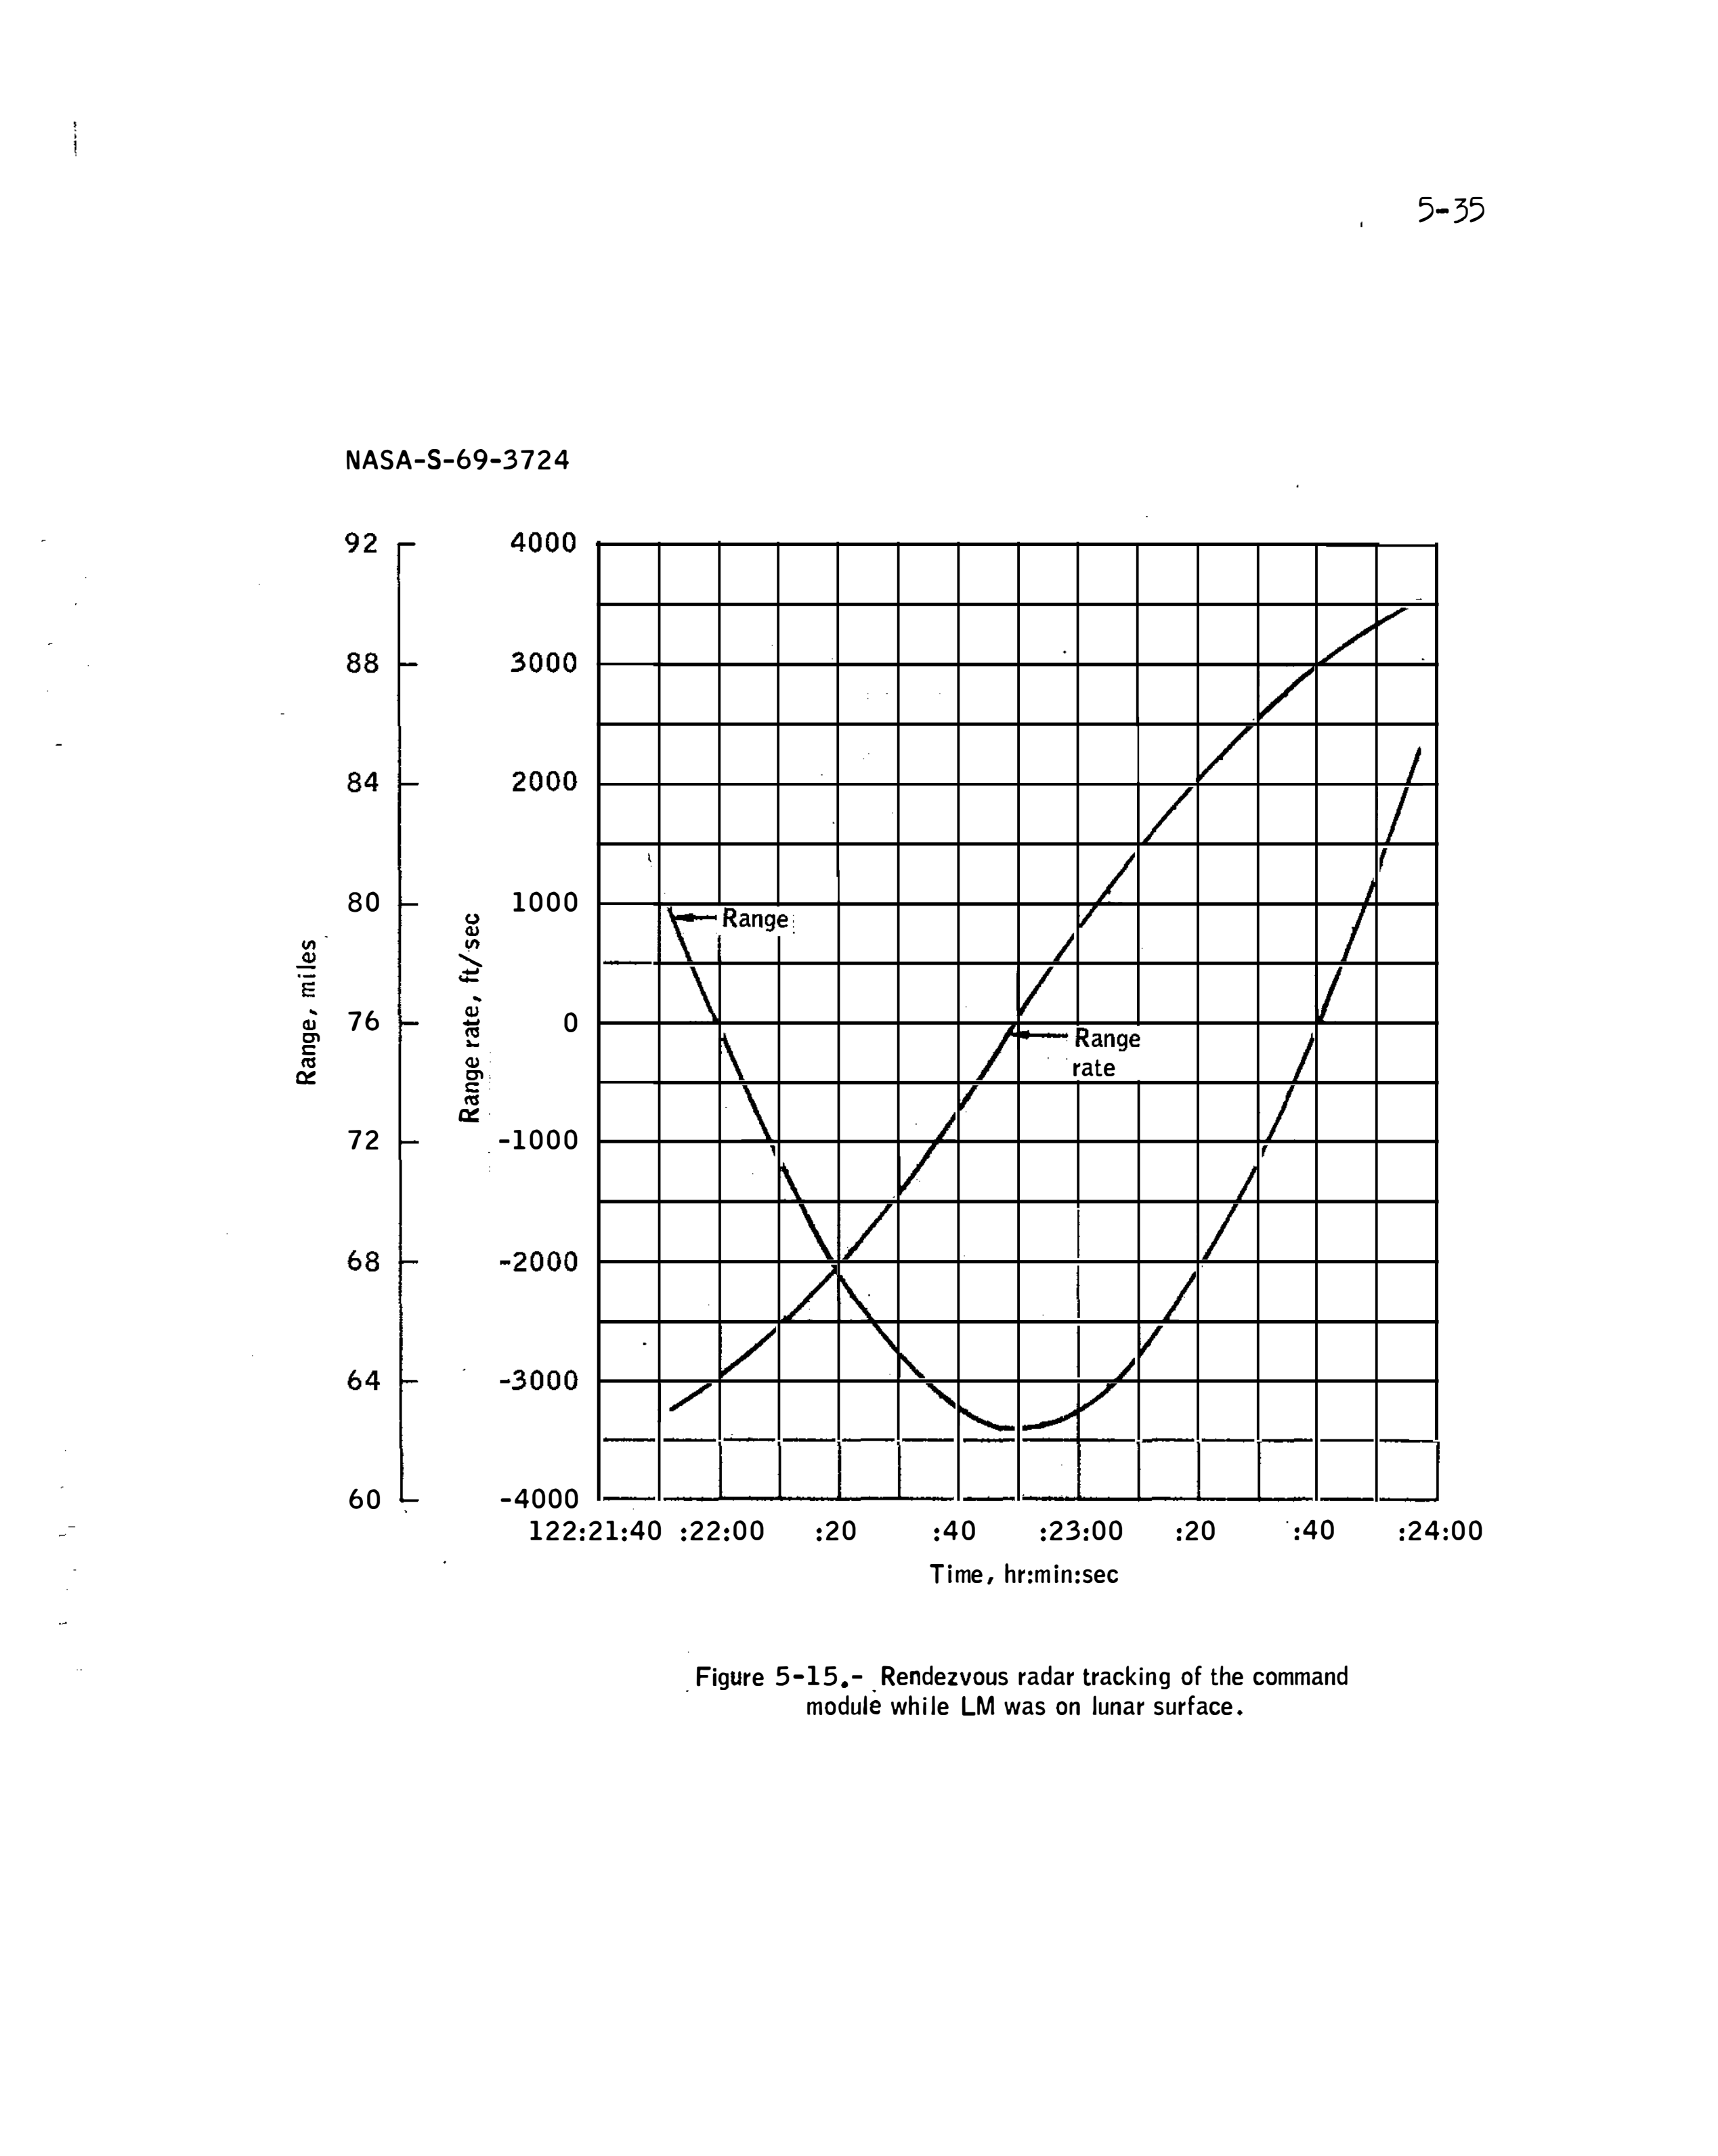 5-35
NASA-S-69-3724
92
88
84
80
76
72
68
64
60
Range, miles
4000
3000
2000
1000
0
-1000
-2000
-3000
-4000
Range rate, ft/sec
Range
Range
rate
122:21:40 :22:00 :20 :40 :23:00 :20 :40 :24:00
Time, hr:min:sec
Figure 5-15.- Rendezvous radar tracking of the command
module while LM was on lunar surface.